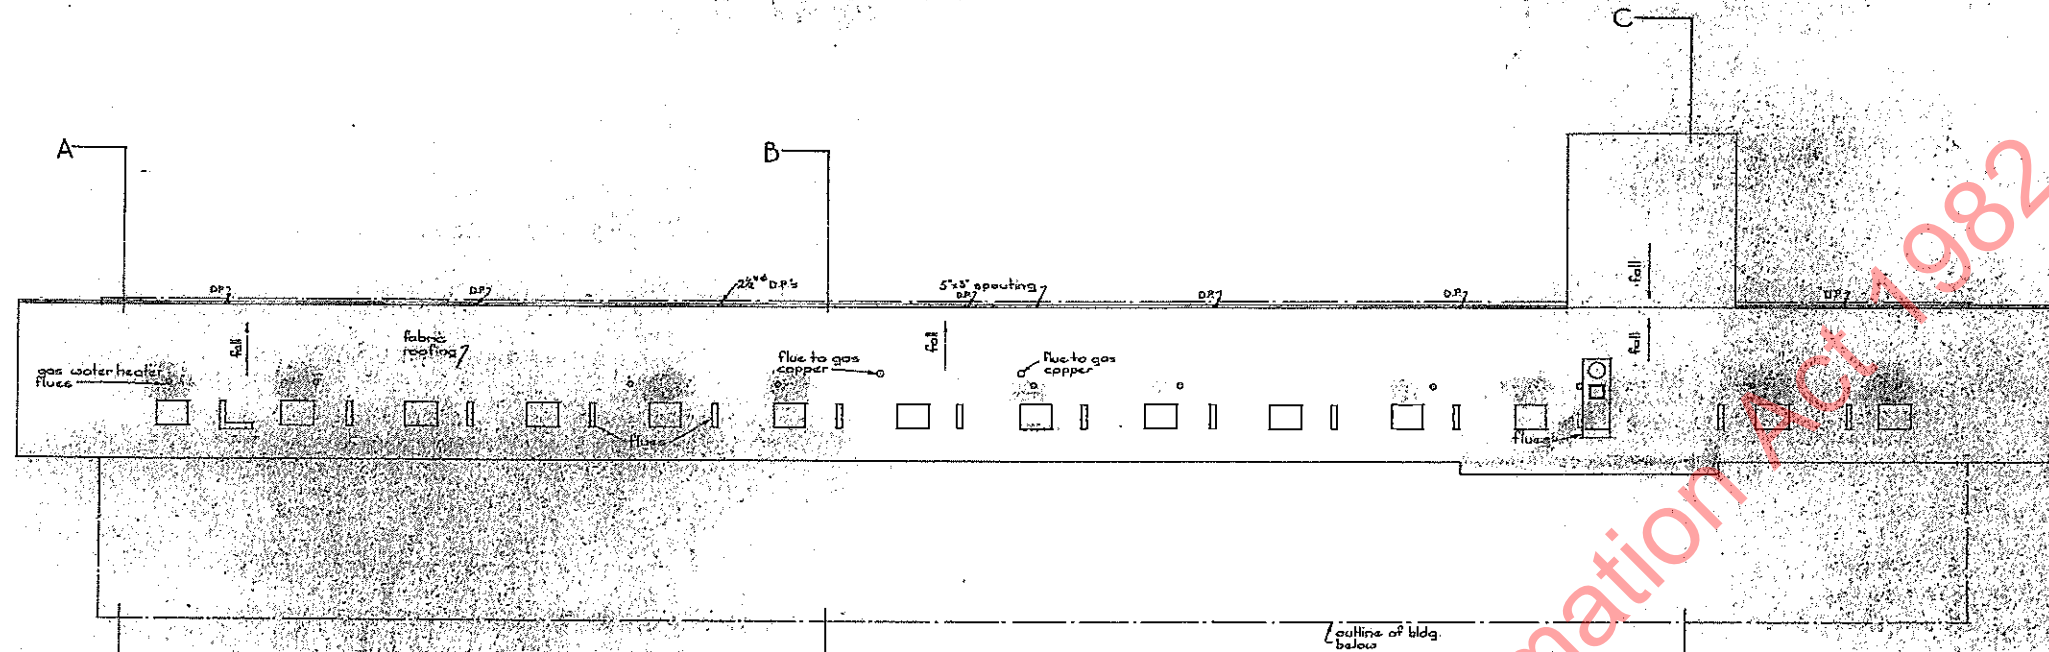 C
A
B
D.P.
D.P.
2½"ø D.P.'s
5"x3" spouting
D.P.
D.P.
D.P.
D.P.
fall
fall
fall
fall
fabric
roofing
gas water heater
flues
flue to gas
copper
flue to gas
copper
flues
flues
outline of bldg.
below
mation Act 1982